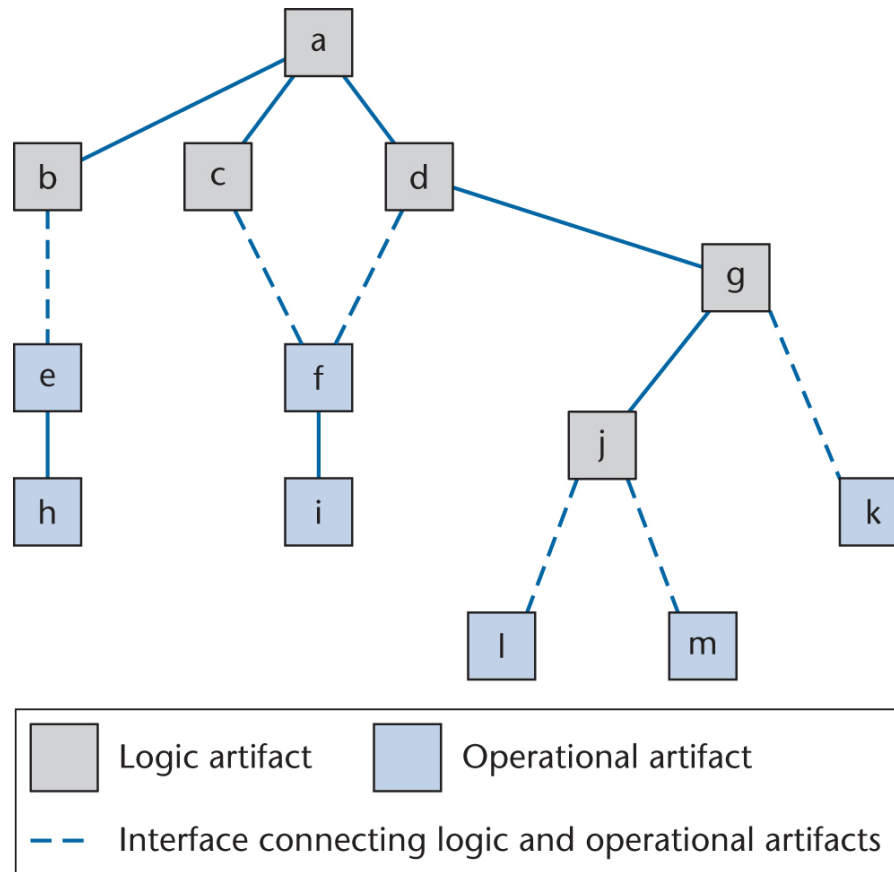 a
b
c
d
g
e
f
j
h
i
k
l
m
Logic artifact
Operational artifact
Interface connecting logic and operational artifacts